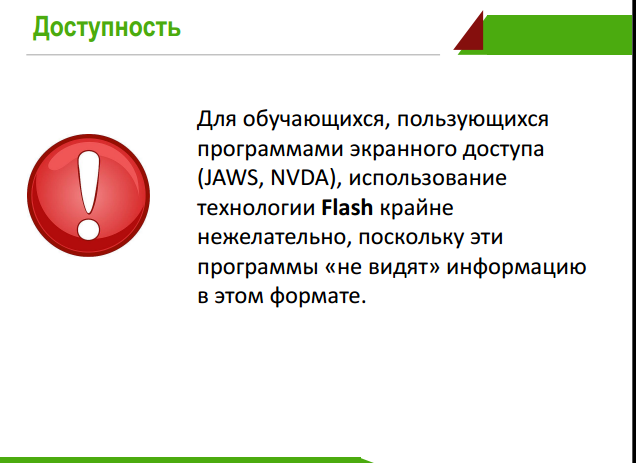 Доступность
Для обучающихся, пользующихся
программами экранного доступа
(JAWS, NVDA), использование
технологии Flash крайне
нежелательно, поскольку эти
программы «не видят» информацию
в этом формате.